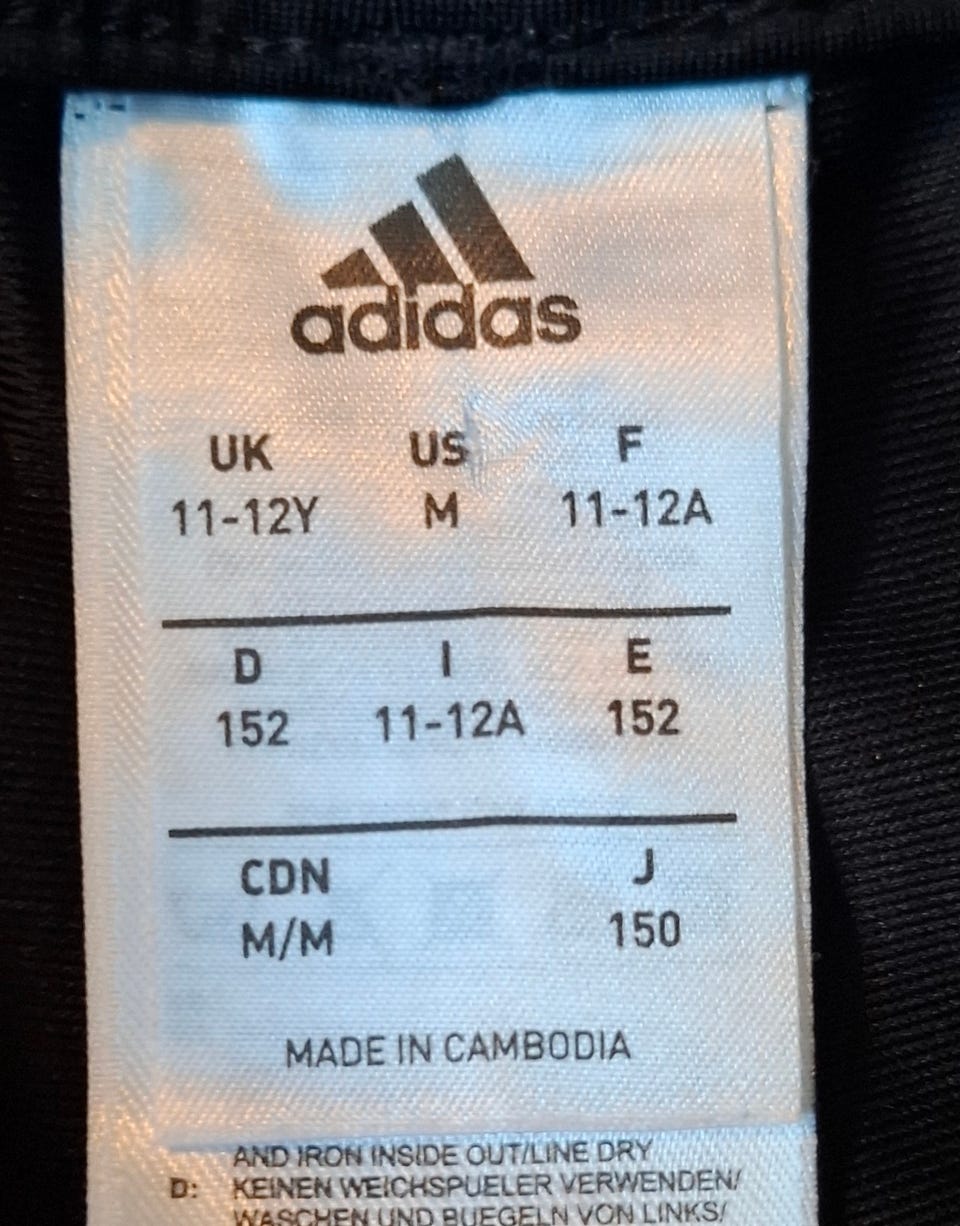 adidas
UK US F
11-12Y M 11-12A
D I E
152 11-12A 152
CDN J
M/M 150
MADE IN CAMBODIA
AND IRON INSIDE OUT/LINE DRY
D: KEINEN WEICHSPUELER VERWENDEN/
WASCHEN UND BUEGELN VON LINKS/